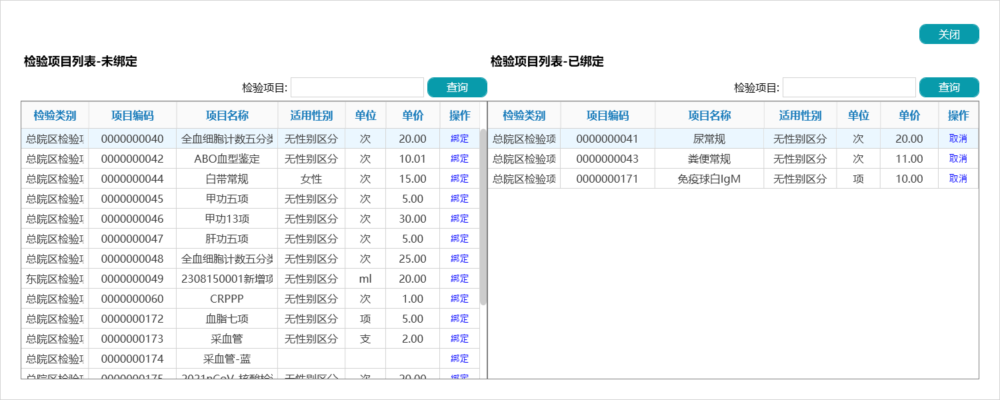 关闭
检验项目列表-未绑定
检验项目: 查询
检验类别 项目编码 项目名称 适用性别 单位 单价 操作
总院区检验 0000000040 全血细胞计数五分类 无性别区分 次 20.00 绑定
总院区检验 0000000042 ABO血型鉴定 无性别区分 次 10.01 绑定
总院区检验 0000000044 白带常规 女性 次 15.00 绑定
总院区检验 0000000045 甲功五项 无性别区分 次 5.00 绑定
总院区检验 0000000046 甲功13项 无性别区分 次 30.00 绑定
总院区检验 0000000047 肝功五项 无性别区分 次 5.00 绑定
总院区检验 0000000048 全血细胞计数五分类 无性别区分 次 25.00 绑定
东院区检验 0000000049 2308150001新增项 无性别区分 ml 20.00 绑定
总院区检验 0000000060 CRPPP 无性别区分 次 1.00 绑定
总院区检验 0000000172 血脂七项 无性别区分 项 5.00 绑定
总院区检验 0000000173 采血管 无性别区分 支 2.00 绑定
总院区检验 0000000174 采血管-蓝 绑定
总院区检验 0000000175 2021nCoV-核酸检 无性别区分 次 20.00 绑定
检验项目列表-已绑定
检验项目: 查询
检验类别 项目编码 项目名称 适用性别 单位 单价 操作
总院区检验项 0000000041 尿常规 无性别区分 次 20.00 取消
总院区检验项 0000000043 粪便常规 无性别区分 次 11.00 取消
总院区检验项 0000000171 免疫球白IgM 无性别区分 项 10.00 取消